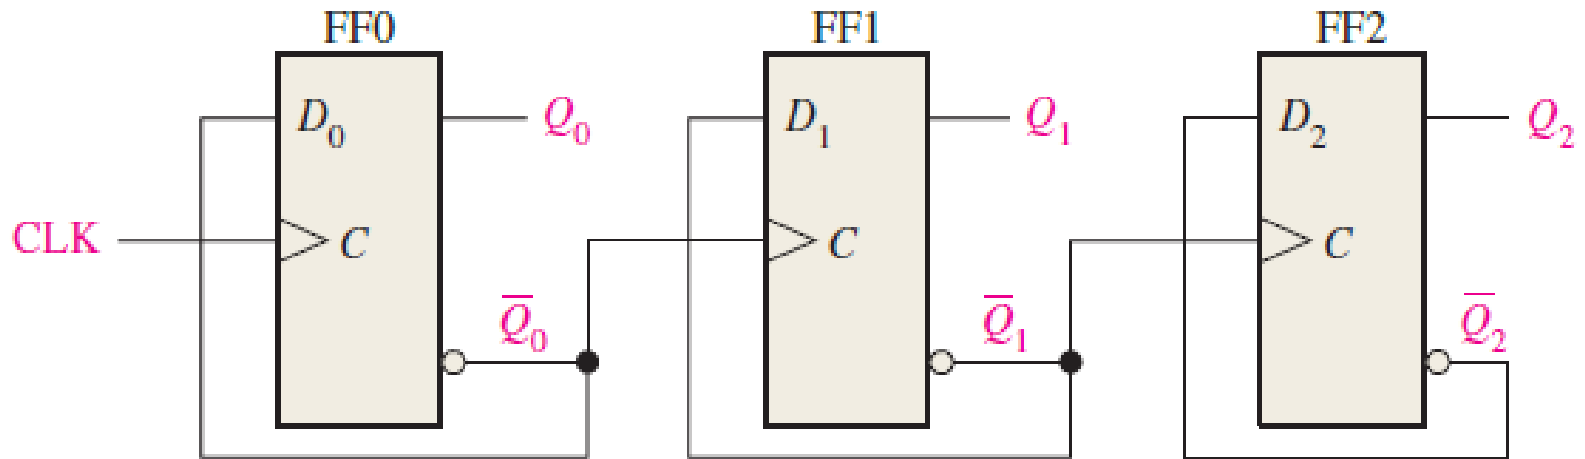 FF0 FF1 FF2
D₀ Q₀ D₁ Q₁ D₂ Q₂
CLK C C C
Q̅₀ Q̅₁ Q̅₂